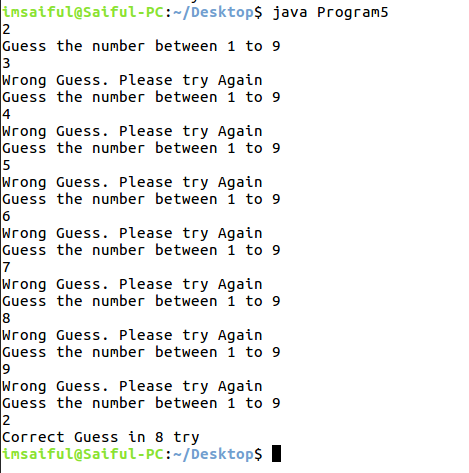 imsaiful@Saiful-PC:~/Desktop$ java Program5
2
Guess the number between 1 to 9
3
Wrong Guess. Please try Again
Guess the number between 1 to 9
4
Wrong Guess. Please try Again
Guess the number between 1 to 9
5
Wrong Guess. Please try Again
Guess the number between 1 to 9
6
Wrong Guess. Please try Again
Guess the number between 1 to 9
7
Wrong Guess. Please try Again
Guess the number between 1 to 9
8
Wrong Guess. Please try Again
Guess the number between 1 to 9
9
Wrong Guess. Please try Again
Guess the number between 1 to 9
2
Correct Guess in 8 try
imsaiful@Saiful-PC:~/Desktop$